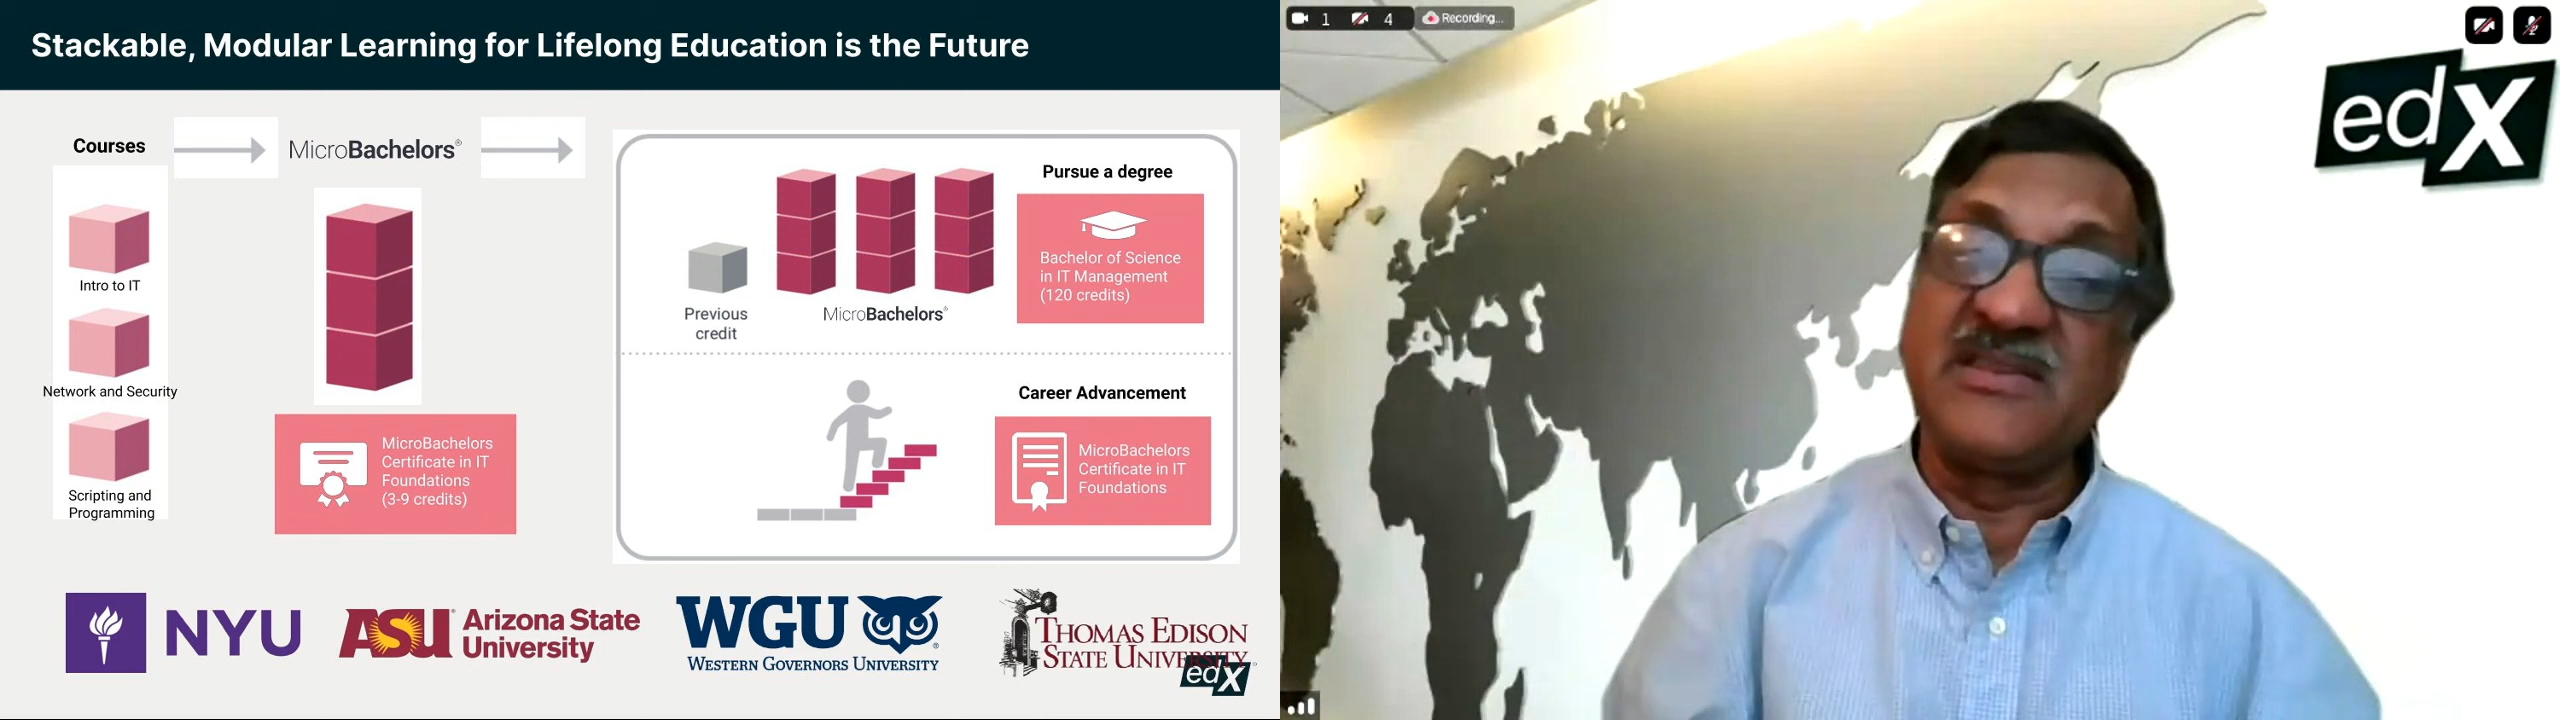 Stackable, Modular Learning for Lifelong Education is the Future
Courses
MicroBachelors®
Intro to IT
Network and Security
Scripting and
Programming
MicroBachelors
Certificate in IT
Foundations
(3-9 credits)
Previous
credit
MicroBachelors®
Pursue a degree
Bachelor of Science
in IT Management
(120 credits)
Career Advancement
MicroBachelors
Certificate in IT
Foundations
NYU
ASU Arizona State
University
WGU
WESTERN GOVERNORS UNIVERSITY
THOMAS EDISON
STATE UNIVERSITY
edX
1 4 Recording...
edX